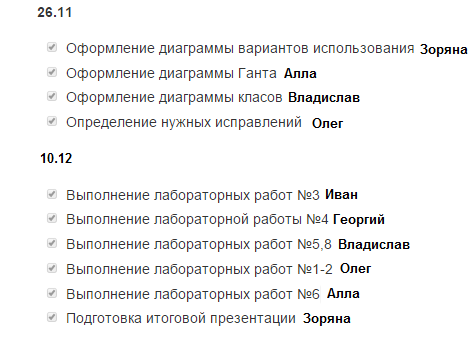 26.11
Оформление диаграммы вариантов использования Зоряна
Оформление диаграммы Ганта Алла
Оформление диаграммы класов Владислав
Определение нужных исправлений Олег
10.12
Выполнение лабораторных работ №3 Иван
Выполнение лабораторной работы №4 Георгий
Выполнение лабораторных работ №5,8 Владислав
Выполнение лабораторных работ №1-2 Олег
Выполнение лабораторных работ №6 Алла
Подготовка итоговой презентации Зоряна